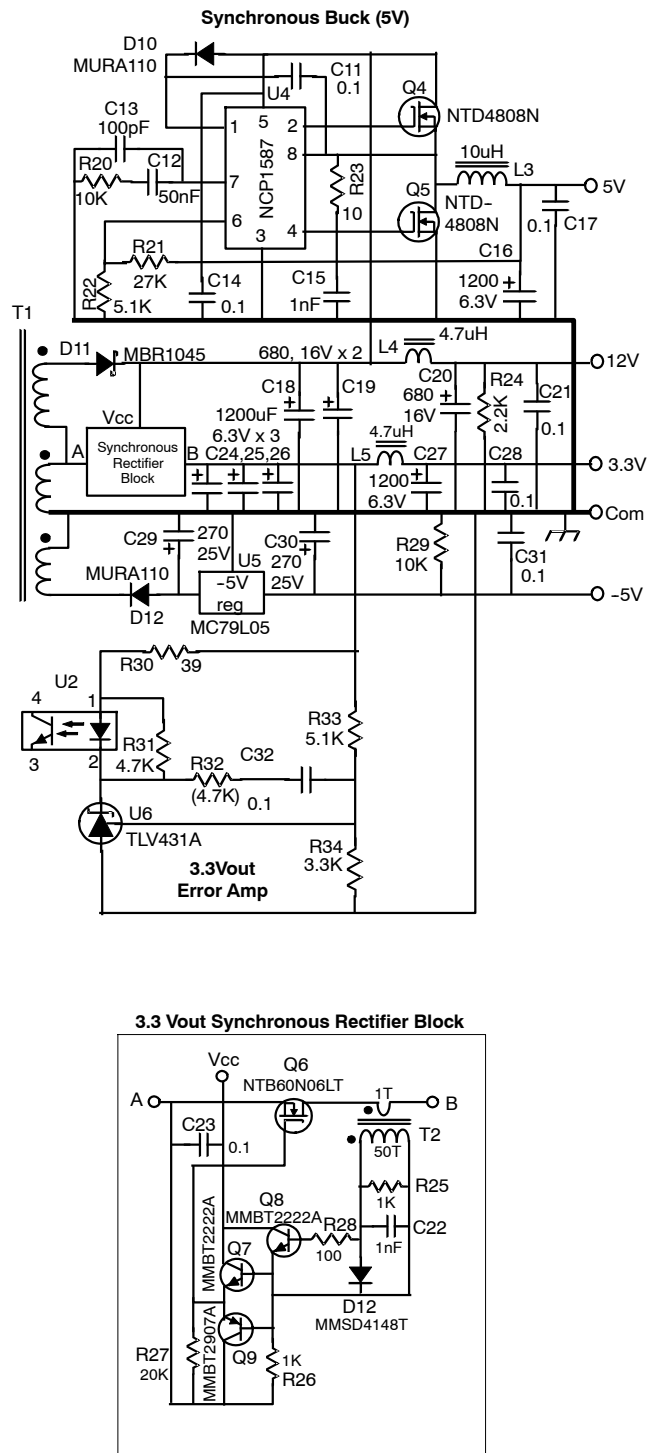 Synchronous Buck (5V)
D10
MURA110
C11
0.1
U4
Q4
NTD4808N
C13
100pF
R20
10K
C12
50nF
1
5
2
8
7
6
3
4
NCP1587
R23
10
10uH
L3
Q5
NTD-
4808N
5V
0.1
C17
R21
27K
R22
5.1K
C14
0.1
C15
1nF
C16
1200
6.3V
+
T1
D11
MBR1045
680, 16V x 2
L4
4.7uH
12V
Vcc
C18
+
C19
+
C20
680
16V
+
R24
2.2K
C21
0.1
1200uF
6.3V x 3
A
Synchronous
Rectifier
Block
B
C24,25,26
+
+
+
4.7uH
L5
C27
1200
6.3V
+
C28
0.1
3.3V
Com
C29
+
270
25V
U5
-5V
reg
MC79L05
C30
+
270
25V
R29
10K
C31
0.1
-5V
MURA110
D12
R30
39
U2
4
1
3
2
R31
4.7K
R32
(4.7K)
C32
0.1
R33
5.1K
U6
TLV431A
R34
3.3K
3.3Vout
Error Amp
3.3 Vout Synchronous Rectifier Block
Vcc
Q6
NTB60N06LT
A
1T
B
C23
0.1
T2
50T
R25
1K
C22
1nF
MMBT2222A
Q8
MMBT2222A
R28
100
Q7
D12
MMSD4148T
MMBT2907A
Q9
R27
20K
1K
R26